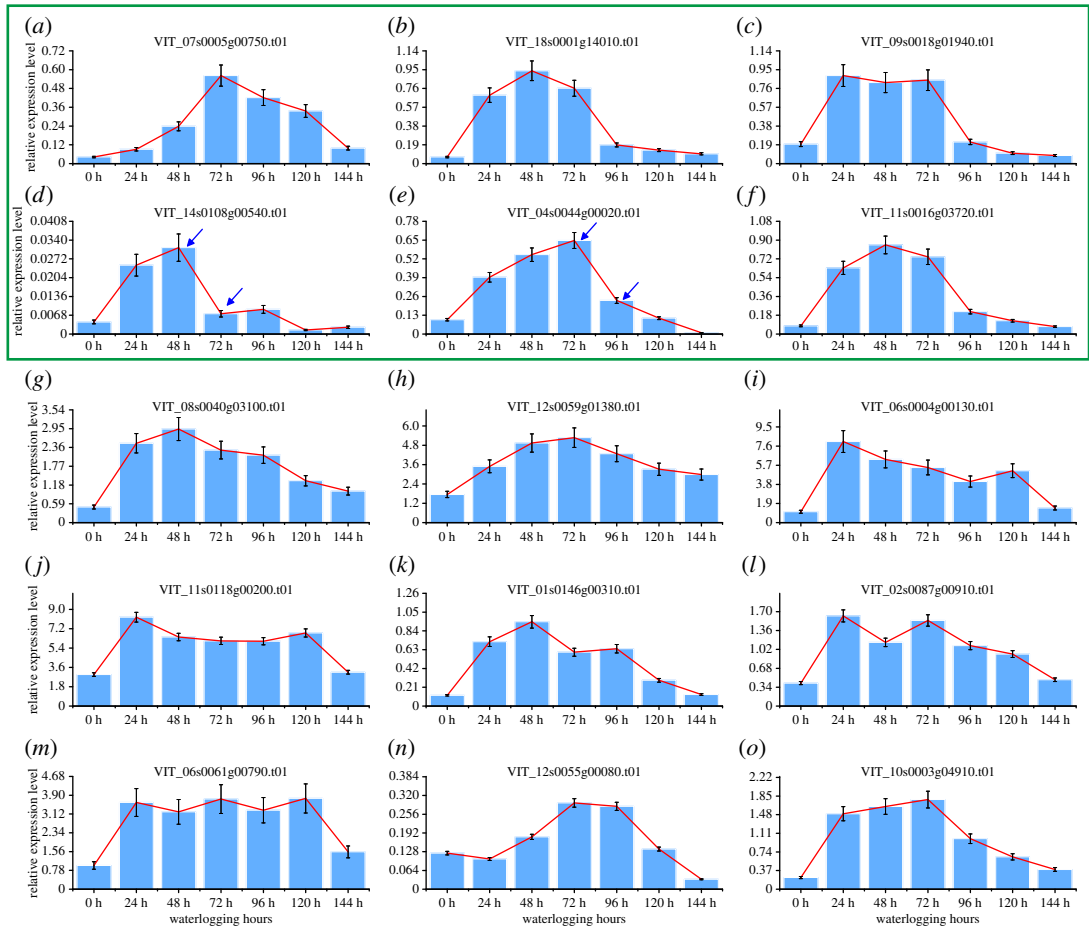 (a) (b) (c)
VIT_07s0005g00750.t01 VIT_18s0001g14010.t01 VIT_09s0018g01940.t01
relative expression level
0.72 0.60 0.48 0.36 0.24 0.12 0
1.14 0.95 0.76 0.57 0.38 0.19 0
1.14 0.95 0.76 0.57 0.38 0.19 0
0 h 24 h 48 h 72 h 96 h 120 h 144 h 0 h 24 h 48 h 72 h 96 h 120 h 144 h 0 h 24 h 48 h 72 h 96 h 120 h 144 h
(d) (e) (f)
VIT_14s0108g00540.t01 VIT_04s0044g00020.t01 VIT_11s0016g03720.t01
relative expression level
0.0408 0.0340 0.0272 0.0204 0.0136 0.0068 0
0.78 0.65 0.52 0.39 0.26 0.13 0
1.08 0.90 0.72 0.54 0.36 0.18 0
0 h 24 h 48 h 72 h 96 h 120 h 144 h 0 h 24 h 48 h 72 h 96 h 120 h 144 h 0 h 24 h 48 h 72 h 96 h 120 h 144 h
(g) (h) (i)
VIT_08s0040g03100.t01 VIT_12s0059g01380.t01 VIT_06s0004g00130.t01
relative expression level
3.54 2.95 2.36 1.77 1.18 0.59 0
6.0 4.8 3.6 2.4 1.2 0
9.5 7.6 5.7 3.8 1.9 0
0 h 24 h 48 h 72 h 96 h 120 h 144 h 0 h 24 h 48 h 72 h 96 h 120 h 144 h 0 h 24 h 48 h 72 h 96 h 120 h 144 h
(j) (k) (l)
VIT_11s0118g00200.t01 VIT_01s0146g00310.t01 VIT_02s0087g00910.t01
relative expression level
9.0 7.2 5.4 3.6 1.8 0
1.26 1.05 0.84 0.63 0.42 0.21 0
1.70 1.36 1.02 0.68 0.34 0
0 h 24 h 48 h 72 h 96 h 120 h 144 h 0 h 24 h 48 h 72 h 96 h 120 h 144 h 0 h 24 h 48 h 72 h 96 h 120 h 144 h
(m) (n) (o)
VIT_06s0061g00790.t01 VIT_12s0055g00080.t01 VIT_10s0003g04910.t01
relative expression level
4.68 3.90 3.12 2.34 1.56 0.78 0
0.384 0.320 0.256 0.192 0.128 0.064 0
2.22 1.85 1.48 1.11 0.74 0.37 0
0 h 24 h 48 h 72 h 96 h 120 h 144 h 0 h 24 h 48 h 72 h 96 h 120 h 144 h 0 h 24 h 48 h 72 h 96 h 120 h 144 h
waterlogging hours waterlogging hours waterlogging hours